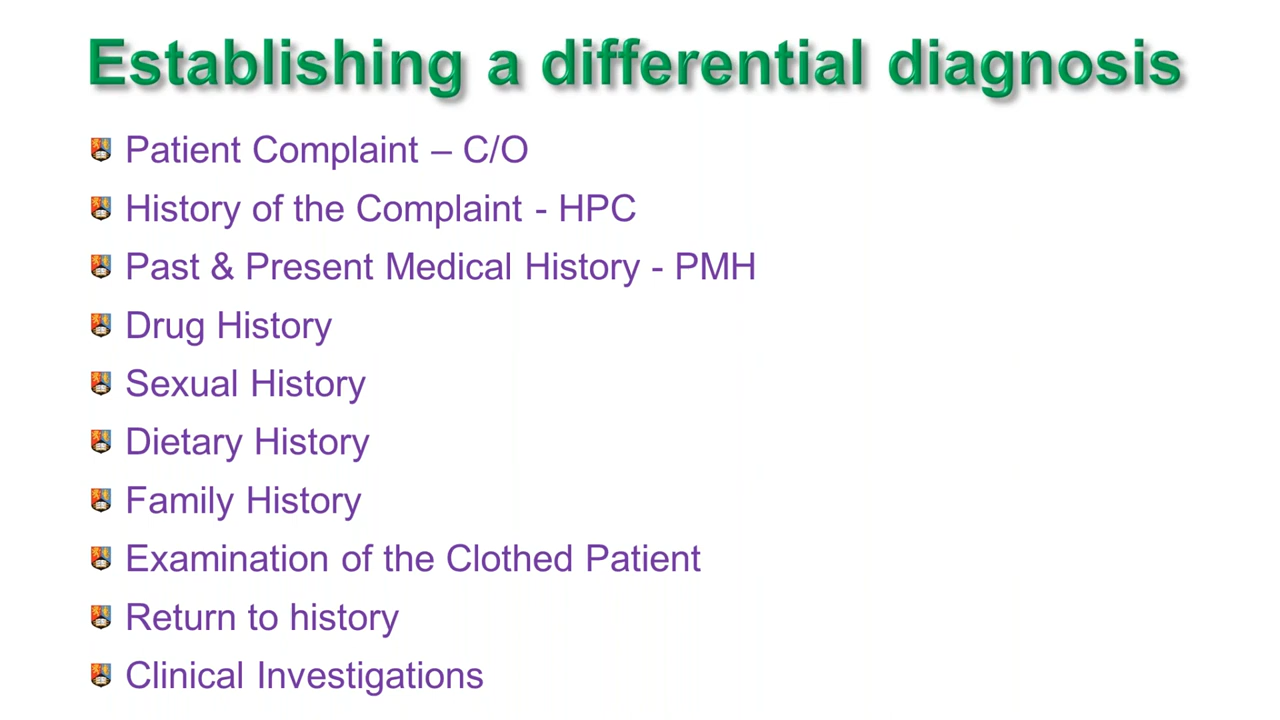 Establishing a differential diagnosis
Patient Complaint – C/O
History of the Complaint - HPC
Past & Present Medical History - PMH
Drug History
Sexual History
Dietary History
Family History
Examination of the Clothed Patient
Return to history
Clinical Investigations